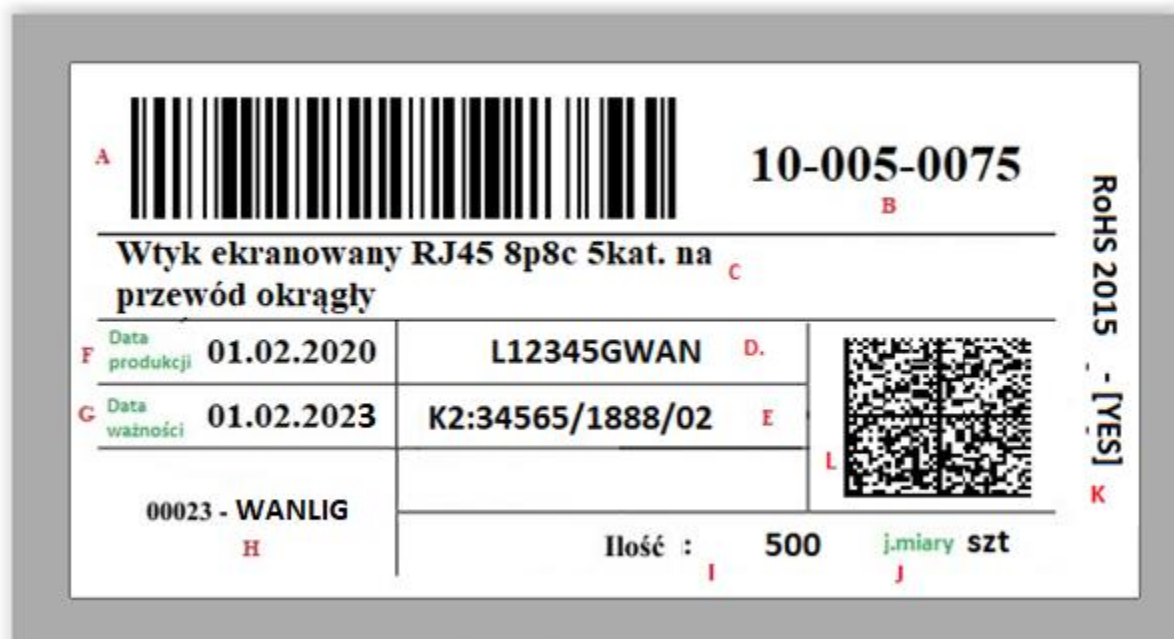 A
10-005-0075
B
Wtyk ekranowany RJ45 8p8c 5kat. na
przewód okrągły
C
F Data produkcji 01.02.2020
L12345GWAN D.
G Data ważności 01.02.2023
K2:34565/1888/02 E
L
00023 - WANLIG
H
Ilość : 500 j.miary szt
I
J
RoHS 2015 - [YES]
K